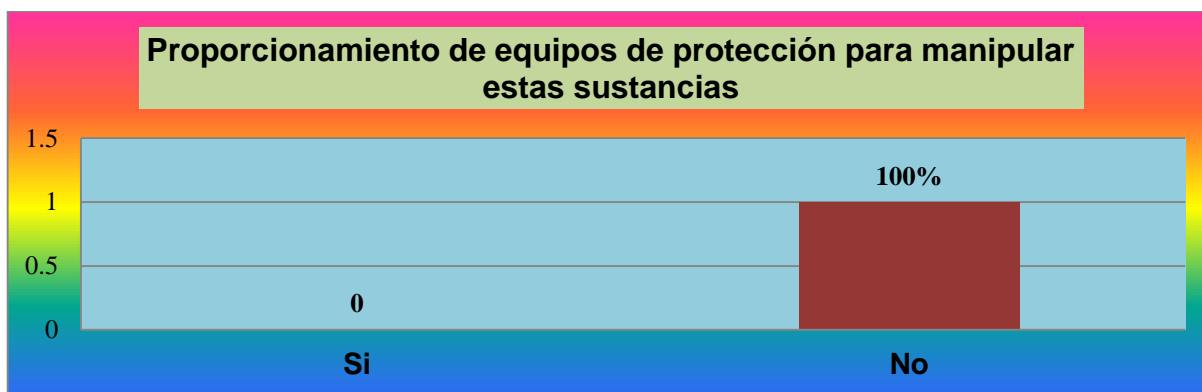 Proporcionamiento de equipos de protección para manipular
estas sustancias
1.5
100%
1
0.5
0
0
Si
No